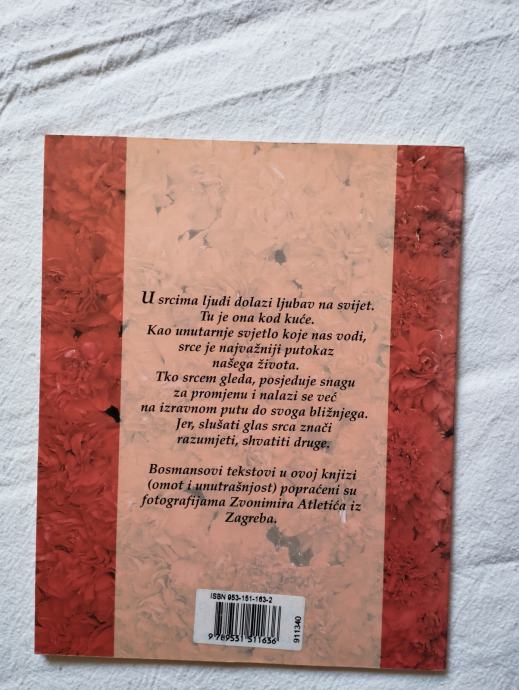 U srcima ljudi dolazi ljubav na svijet.
Tu je ona kod kuće.
Kao unutarnje svjetlo koje nas vodi,
srce je najvažniji putokaz
našega života.
Tko srcem gleda, posjeduje snagu
za promjenu i nalazi se već
na izravnom putu do svoga bližnjega.
Jer, slušati glas srca znači
razumjeti, shvatiti druge.
Bosmansovi tekstovi u ovoj knjizi
(omot i unutrašnjost) popraćeni su
fotografijama Zvonimira Atletića iz
Zagreba.
ISBN 953-151-163-2
9 789531 511636
911340